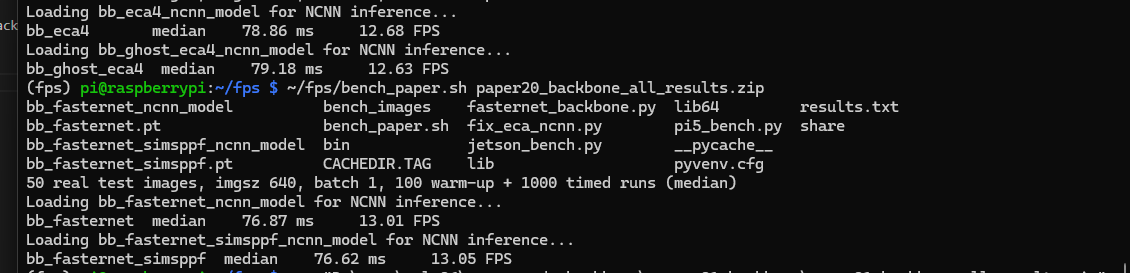 ack
Loading bb_eca4_ncnn_model for NCNN inference...
bb_eca4        median    78.86 ms     12.68 FPS
Loading bb_ghost_eca4_ncnn_model for NCNN inference...
bb_ghost_eca4  median    79.18 ms     12.63 FPS
(fps) pi@raspberrypi:~/fps $ ~/fps/bench_paper.sh paper20_backbone_all_results.zip
bb_fasternet_ncnn_model          bench_images    fasternet_backbone.py  lib64         results.txt
bb_fasternet.pt                  bench_paper.sh  fix_eca_ncnn.py        pi5_bench.py  share
bb_fasternet_simsppf_ncnn_model  bin             jetson_bench.py        __pycache__
bb_fasternet_simsppf.pt          CACHEDIR.TAG    lib                    pyvenv.cfg
50 real test images, imgsz 640, batch 1, 100 warm-up + 1000 timed runs (median)
Loading bb_fasternet_ncnn_model for NCNN inference...
bb_fasternet  median    76.87 ms     13.01 FPS
Loading bb_fasternet_simsppf_ncnn_model for NCNN inference...
bb_fasternet_simsppf  median    76.62 ms     13.05 FPS